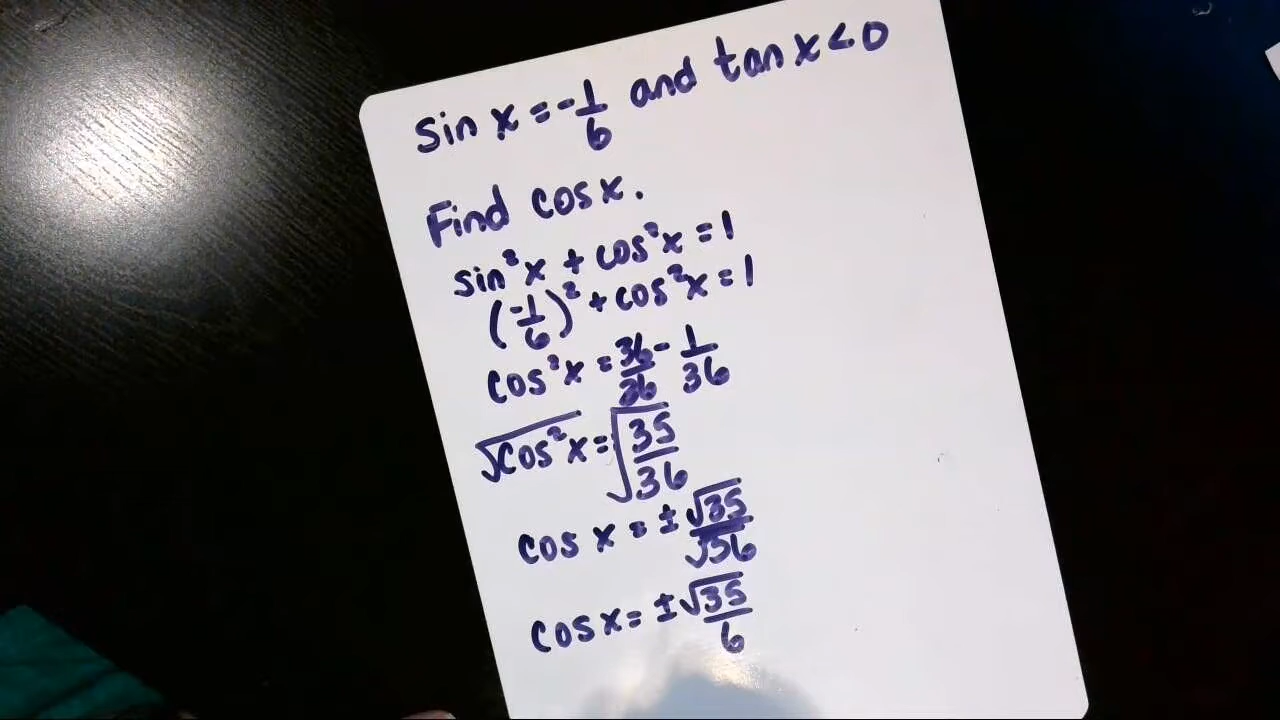 sin x = -1/6 and tan x < 0
Find cos x.
sin²x + cos²x = 1
(-1/6)² + cos²x = 1
cos²x = 36/36 - 1/36
√cos²x = √35/36
cos x = ± √35/√36
cos x = ± √35/6